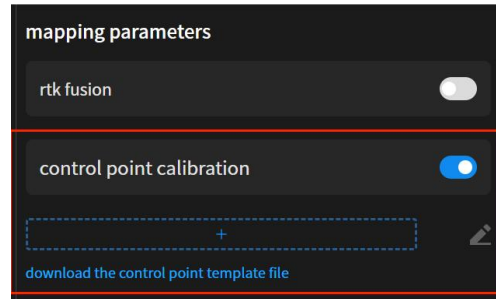 mapping parameters
rtk fusion
control point calibration
+
download the control point template file